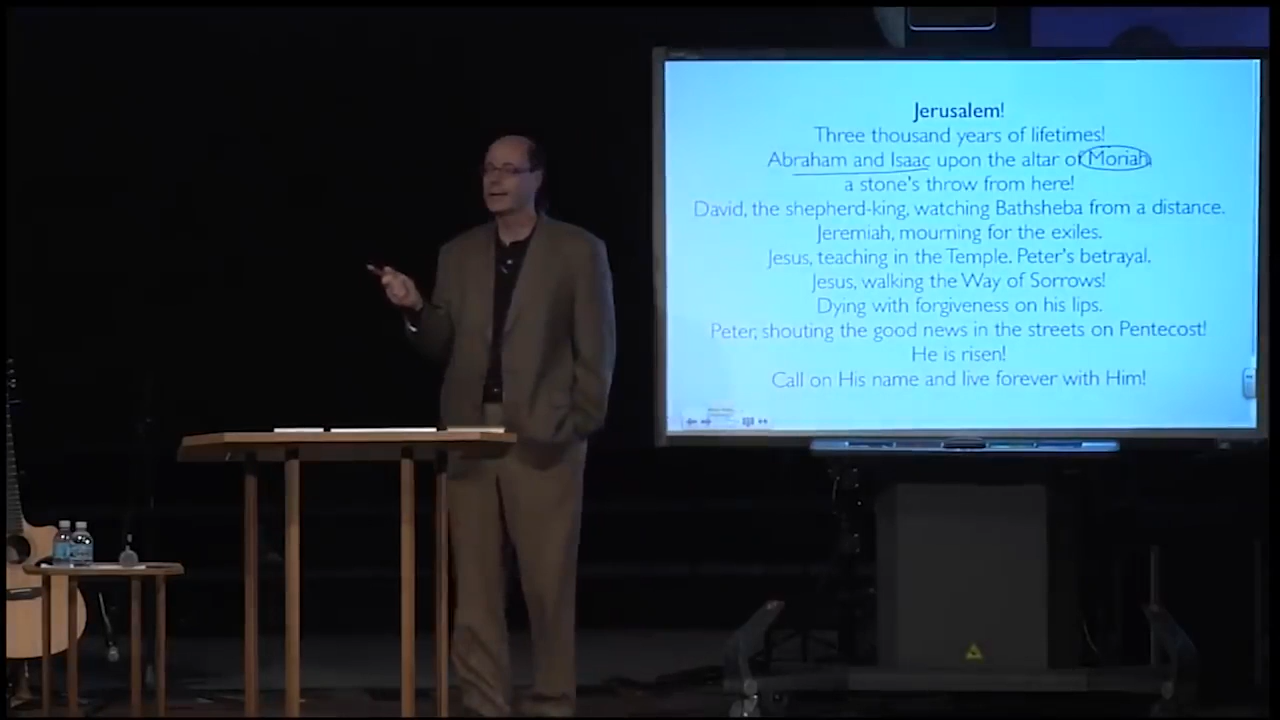 Jerusalem!
Three thousand years of lifetimes!
Abraham and Isaac upon the altar of Moriah,
a stone's throw from here!
David, the shepherd-king, watching Bathsheba from a distance.
Jeremiah, mourning for the exiles.
Jesus, teaching in the Temple. Peter's betrayal.
Jesus, walking the Way of Sorrows!
Dying with forgiveness on his lips.
Peter, shouting the good news in the streets on Pentecost!
He is risen!
Call on His name and live forever with Him!